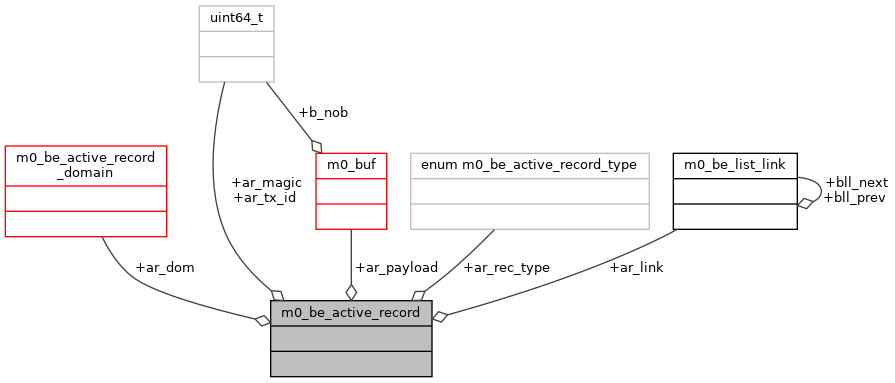 uint64_t
+b_nob
m0_be_active_record
_domain
m0_buf
enum m0_be_active_record_type
m0_be_list_link
+bll_next
+bll_prev
+ar_magic
+ar_tx_id
+ar_dom
+ar_payload
+ar_rec_type
+ar_link
m0_be_active_record